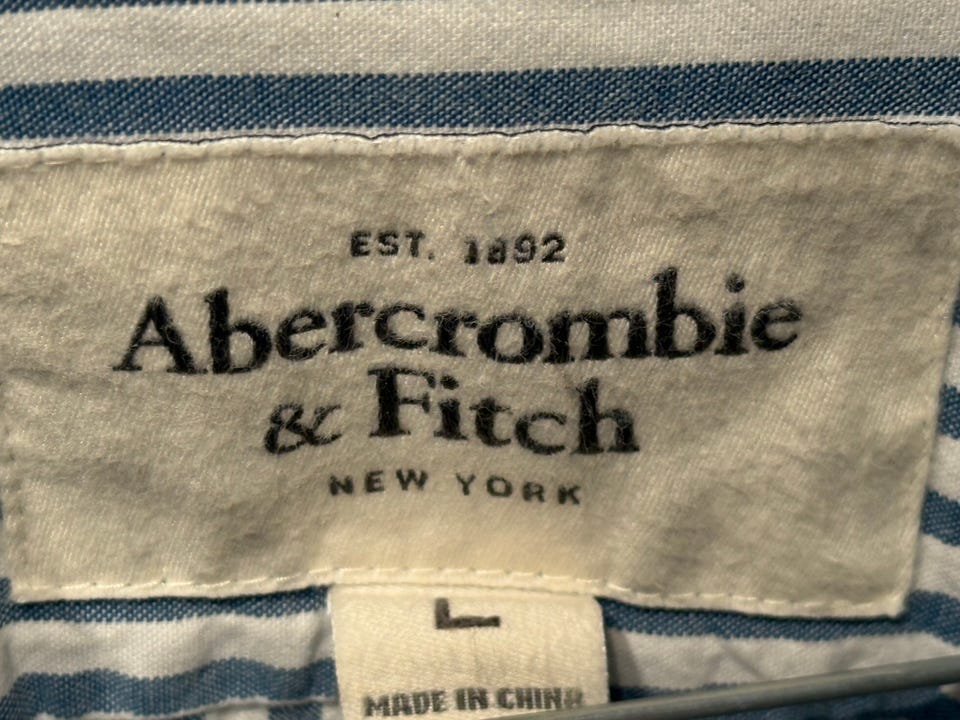 EST. 1892
Abercrombie
& Fitch
NEW YORK
L
MADE IN CHINA